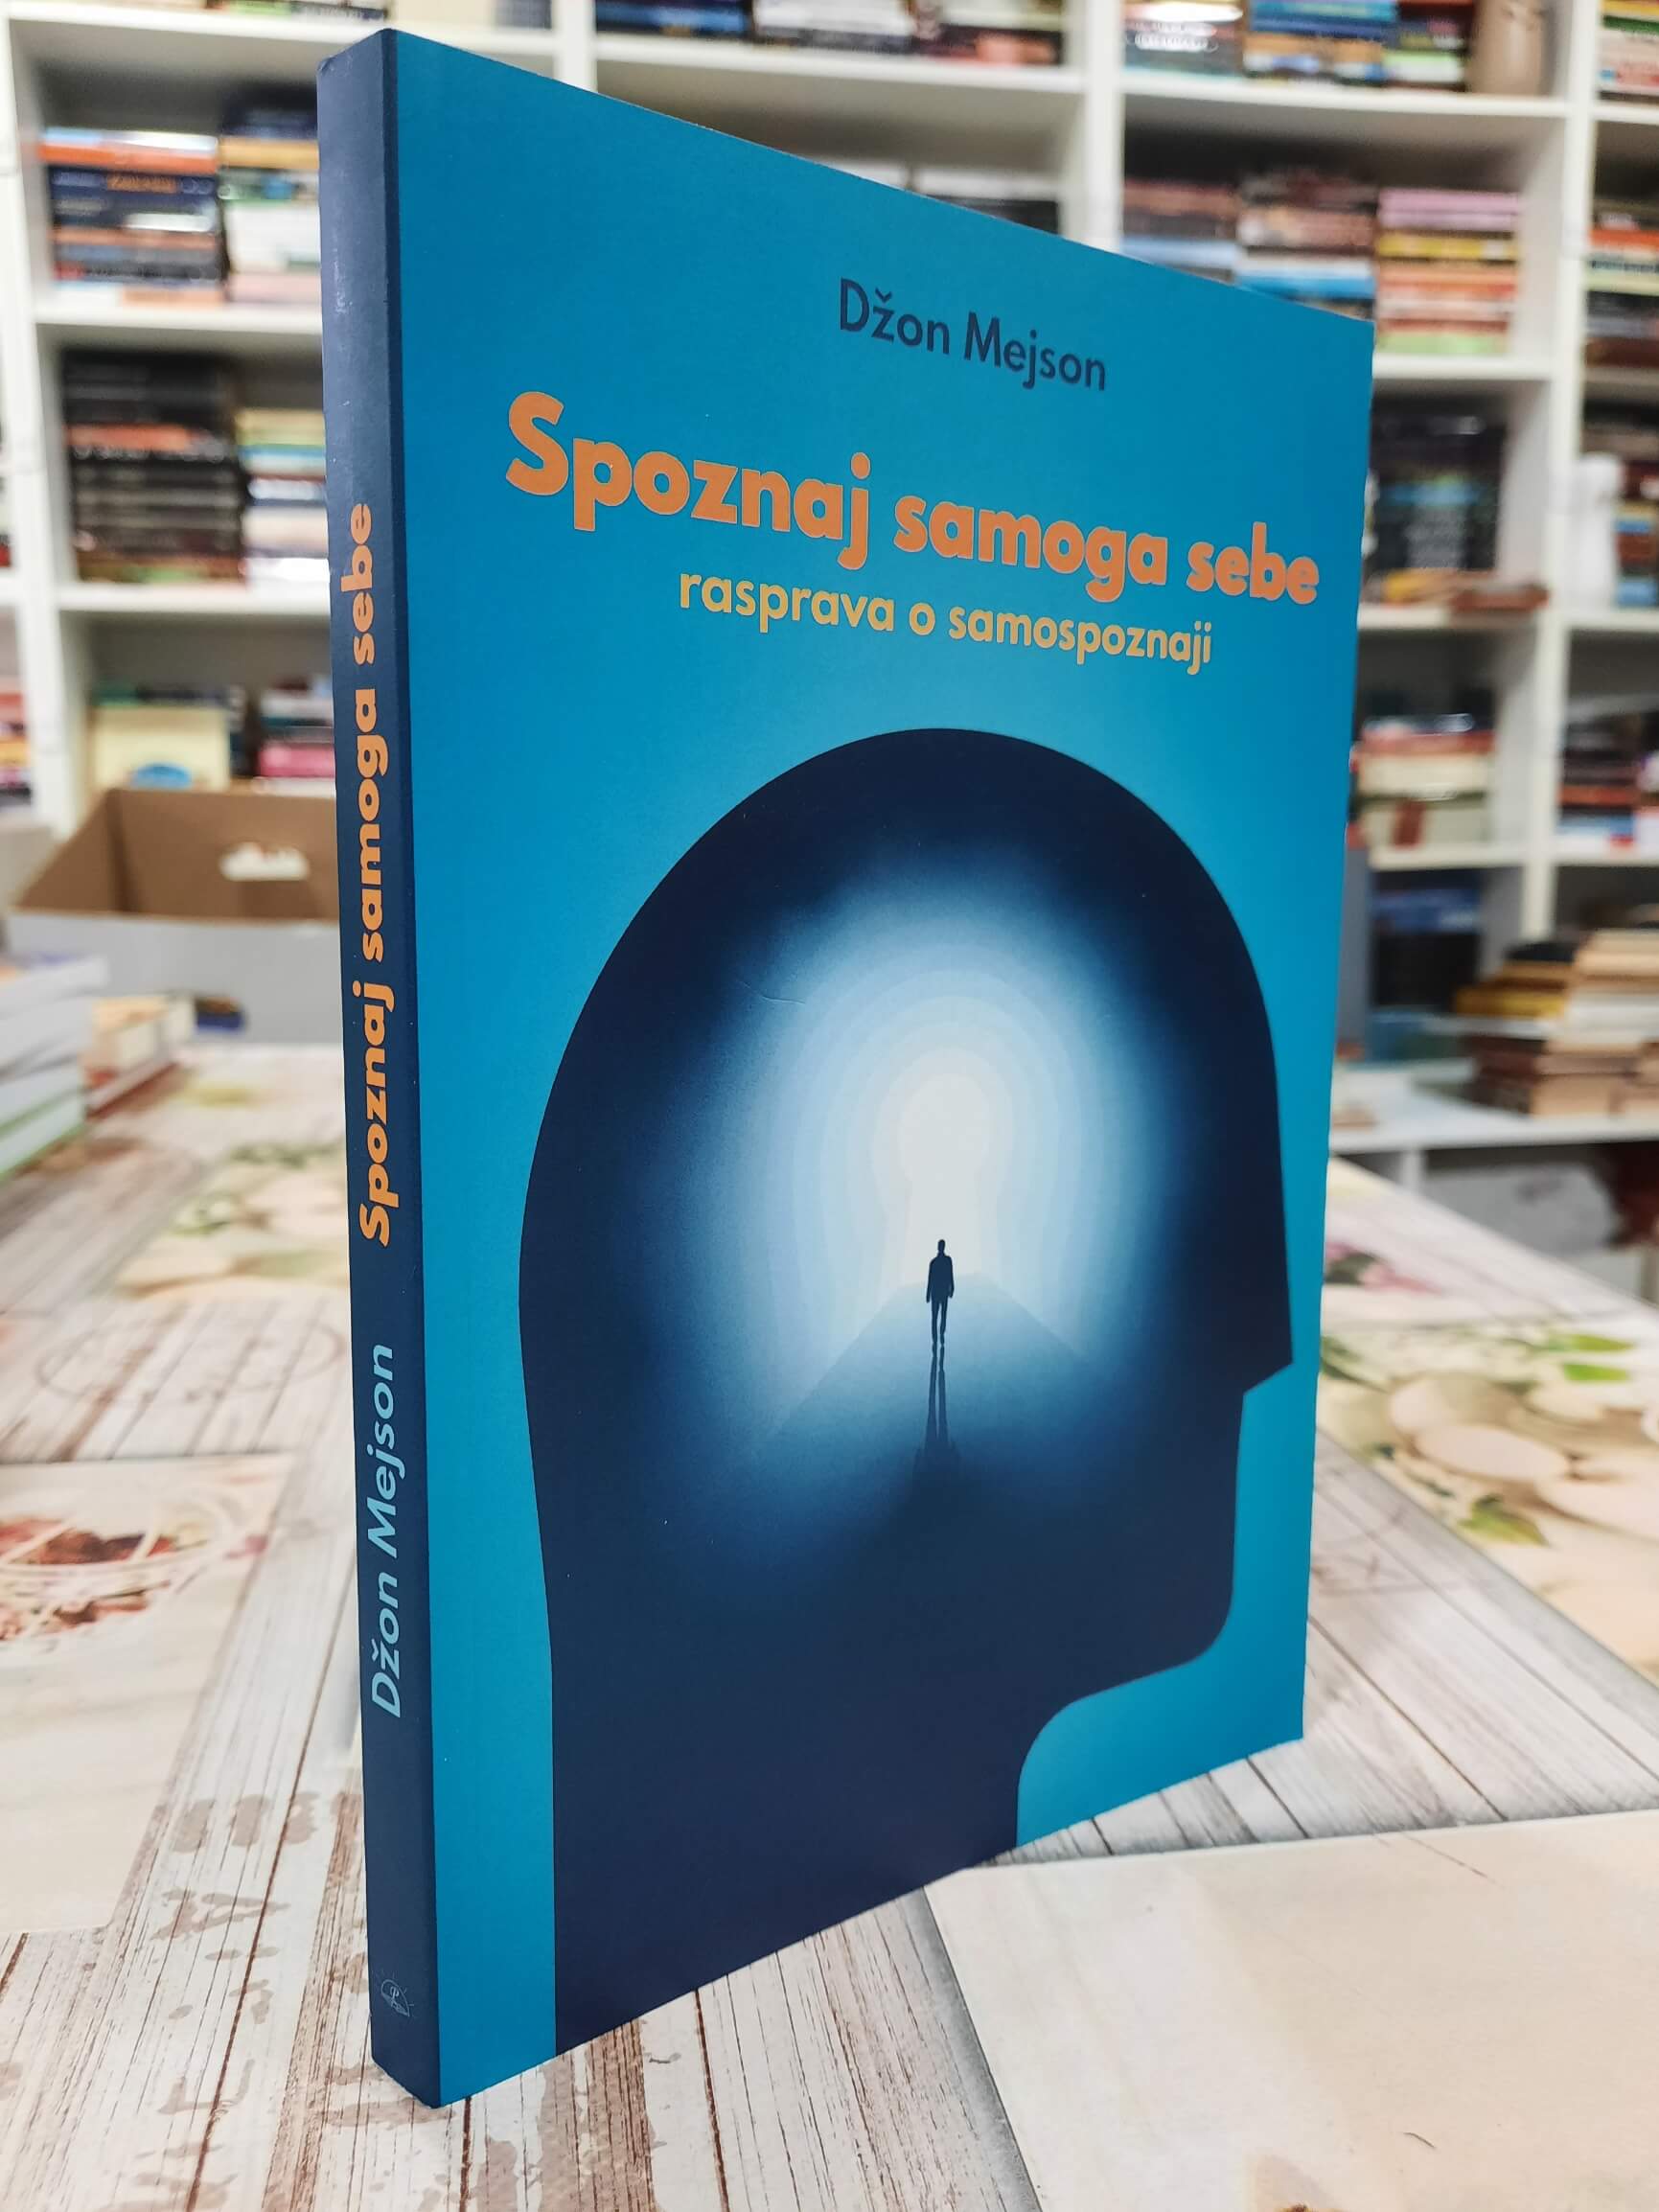 Džon Mejson
Spoznaj samoga sebe
rasprava o samospoznaji
Džon Mejson Spoznaj samoga sebe